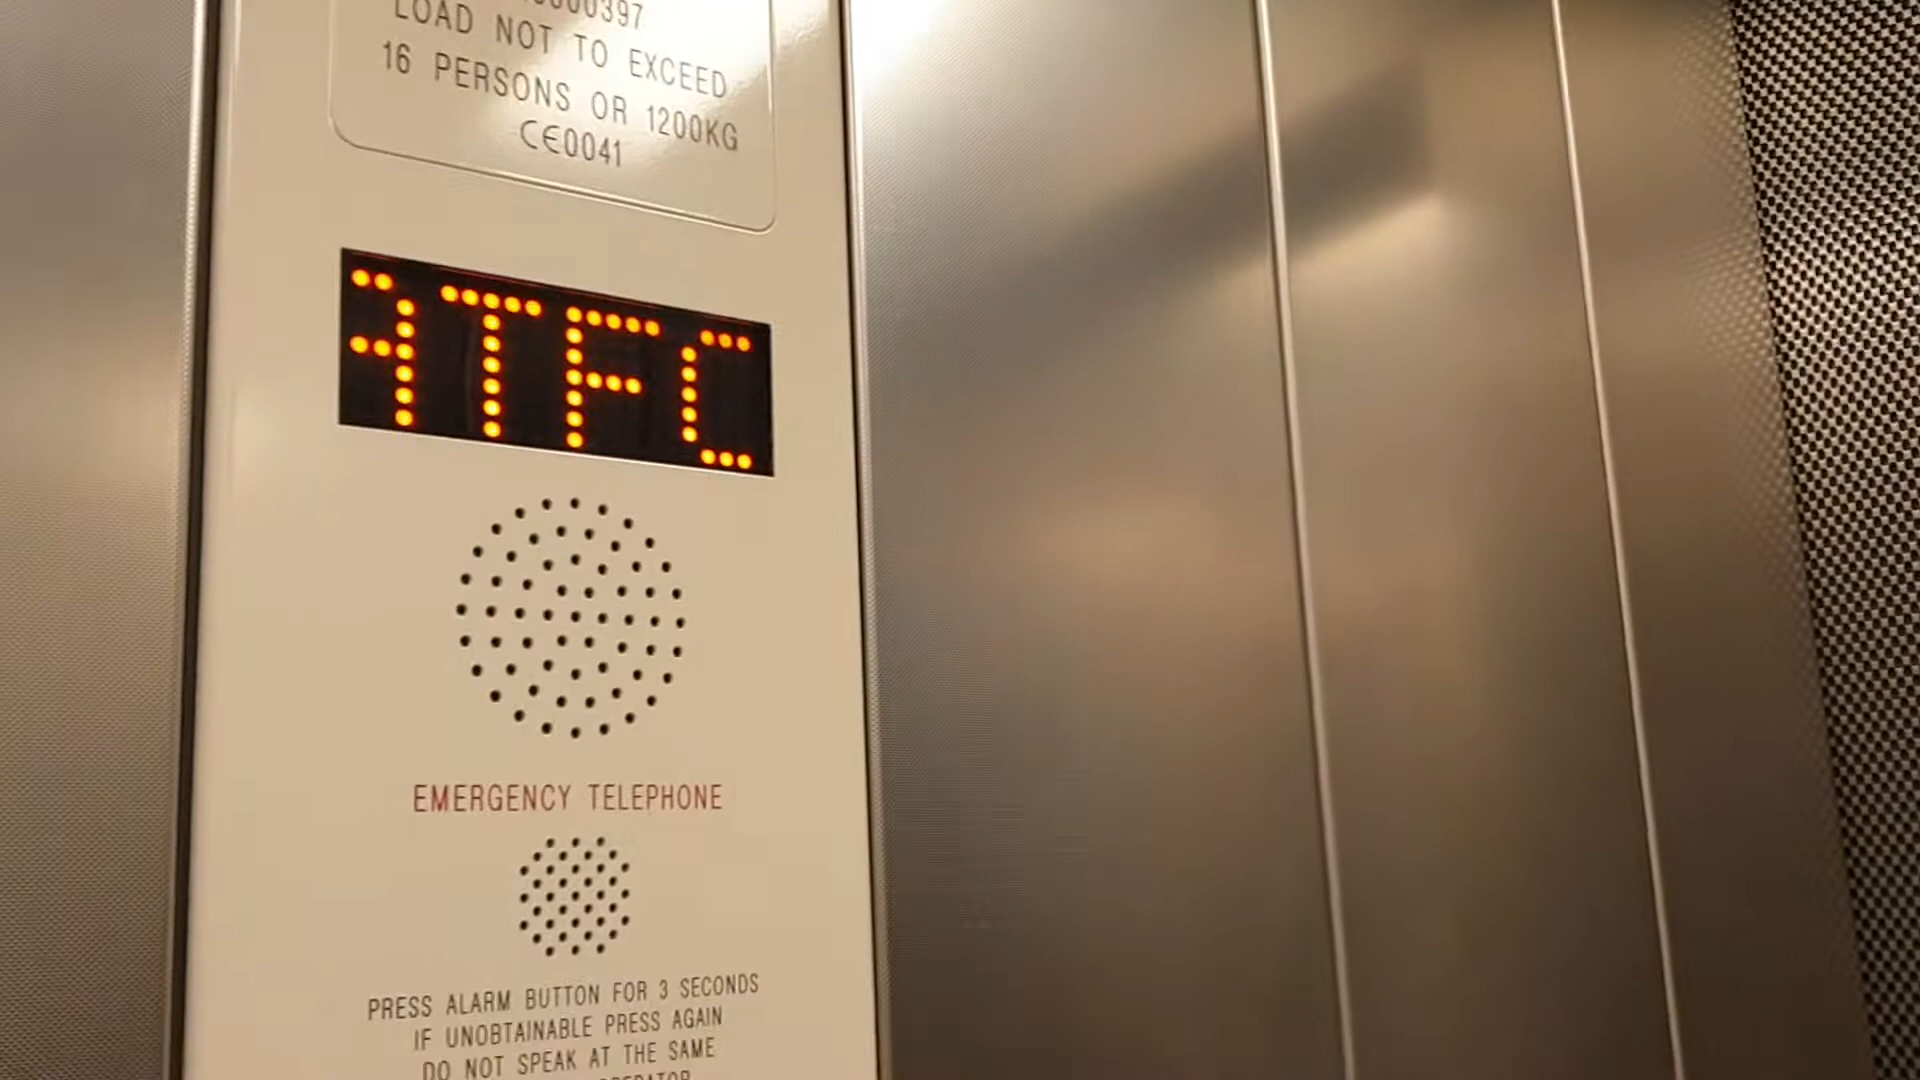 LOAD NOT TO EXCEED
16 PERSONS OR 1200KG
CE0041
TFC
EMERGENCY TELEPHONE
PRESS ALARM BUTTON FOR 3 SECONDS
IF UNOBTAINABLE PRESS AGAIN
DO NOT SPEAK AT THE SAME